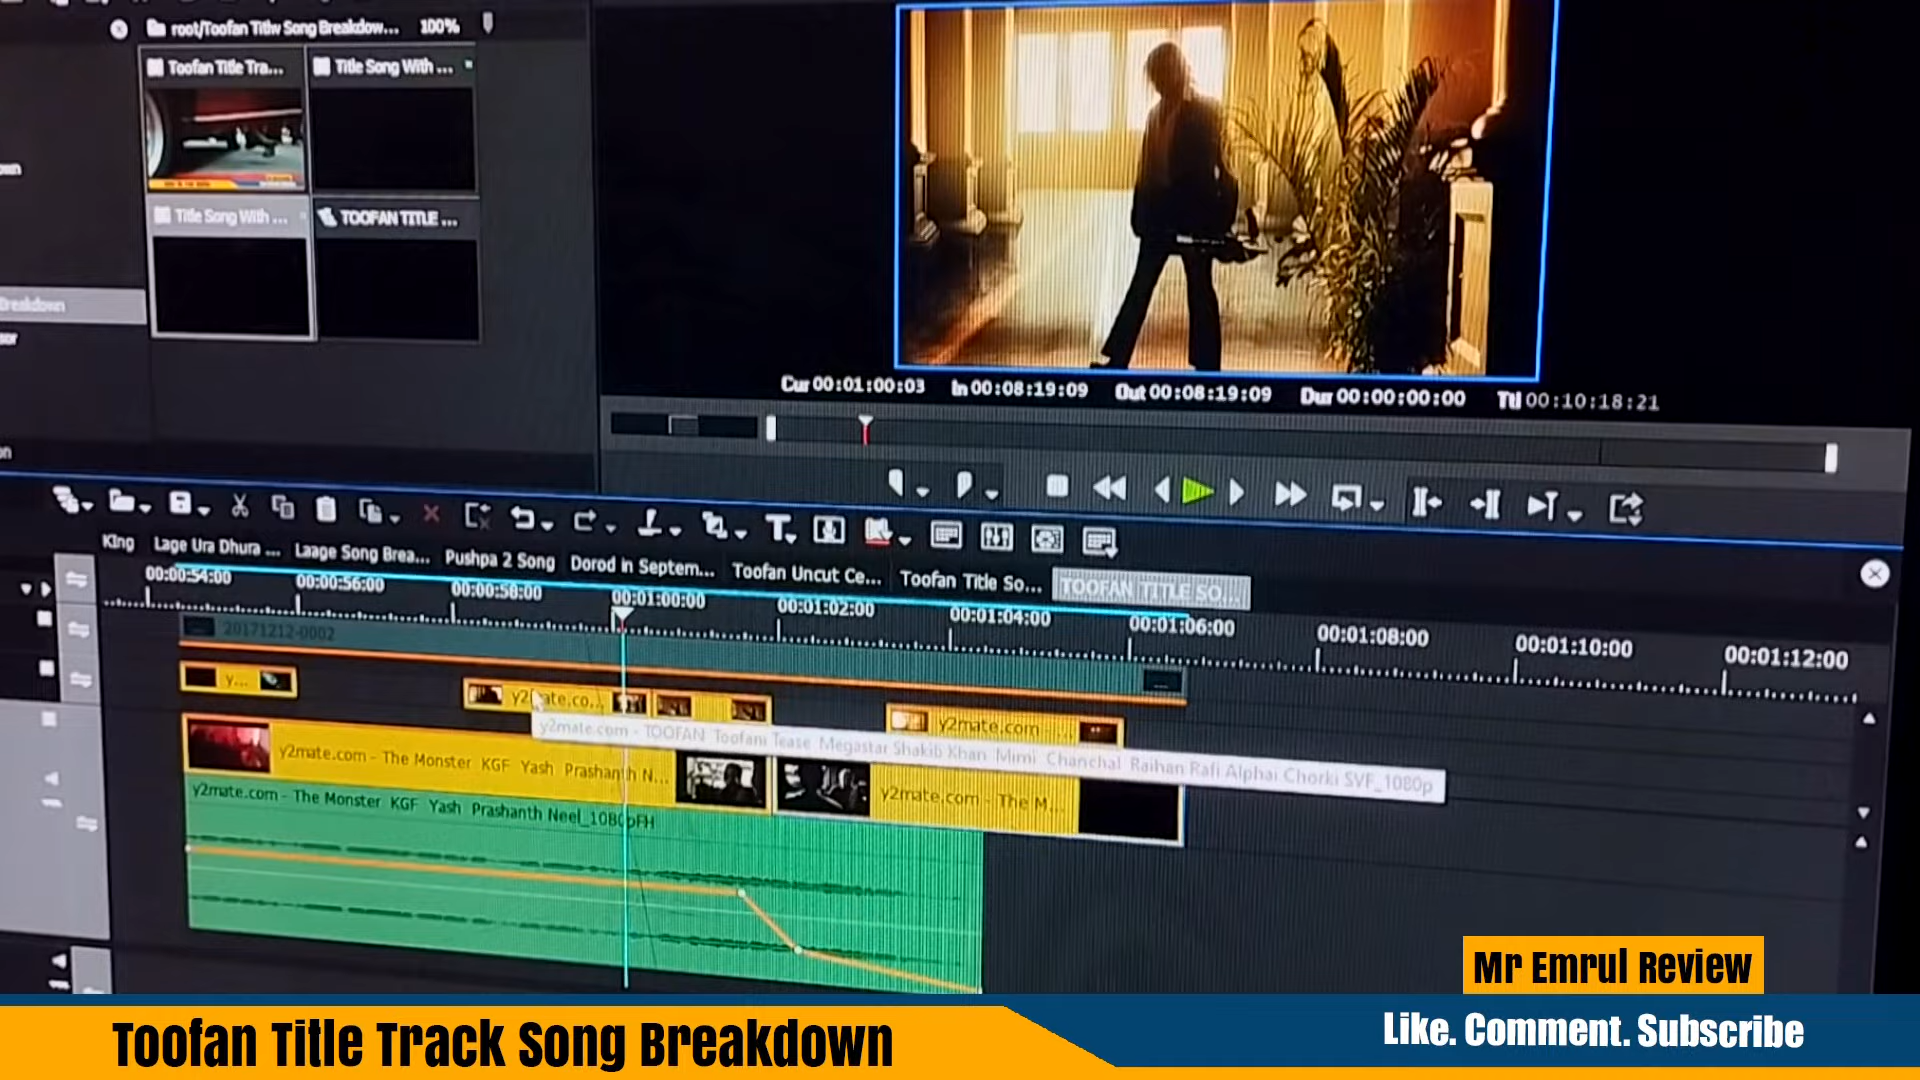 root/Toofan Title Song Breakdow... 100%
Toofan Title Tra...
Title Song With ...
Title Song With ...
TOOFAN TITLE ...
Breakdown
Cur 00:01:00:03 In 00:08:19:09 Out 00:08:19:09 Dur 00:00:00:00 Ttl 00:10:18:21
King Lage Ura Dhura ... Laage Song Brea... Pushpa 2 Song Dorod in Septem... Toofan Uncut Ce... Toofan Title So... TOOFAN TITLE SO...
00:00:54:00 00:00:56:00 00:00:58:00 00:01:00:00 00:01:02:00 00:01:04:00 00:01:06:00 00:01:08:00 00:01:10:00 00:01:12:00
20171212-0002
y...
y2mate.co...
y2mate.com - ...
y2mate.com - TOOFAN Toofani Tease Megastar Shakib Khan Mimi Chanchal Raihan Rafi Alphai Chorki SVF_1080p
y2mate.com - The Monster KGF Yash Prashanth N...
y2mate.com - The M...
y2mate.com - The Monster KGF Yash Prashanth Neel_1080pFH
Mr Emrul Review
Toofan Title Track Song Breakdown
Like. Comment. Subscribe